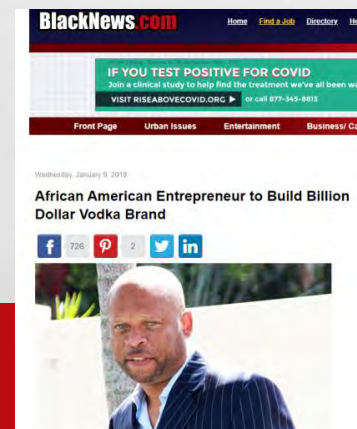 BlackNews.com
Home Find a Job Directory
IF YOU TEST POSITIVE FOR COVID
Join a clinical study to help find the treatment we've all been
VISIT RISEABOVECOVID.ORG ▶ or call 877-345-8813
Front Page Urban Issues Entertainment Business/
Wednesday, January 9, 2019
African American Entrepreneur to Build Billion
Dollar Vodka Brand
726 2